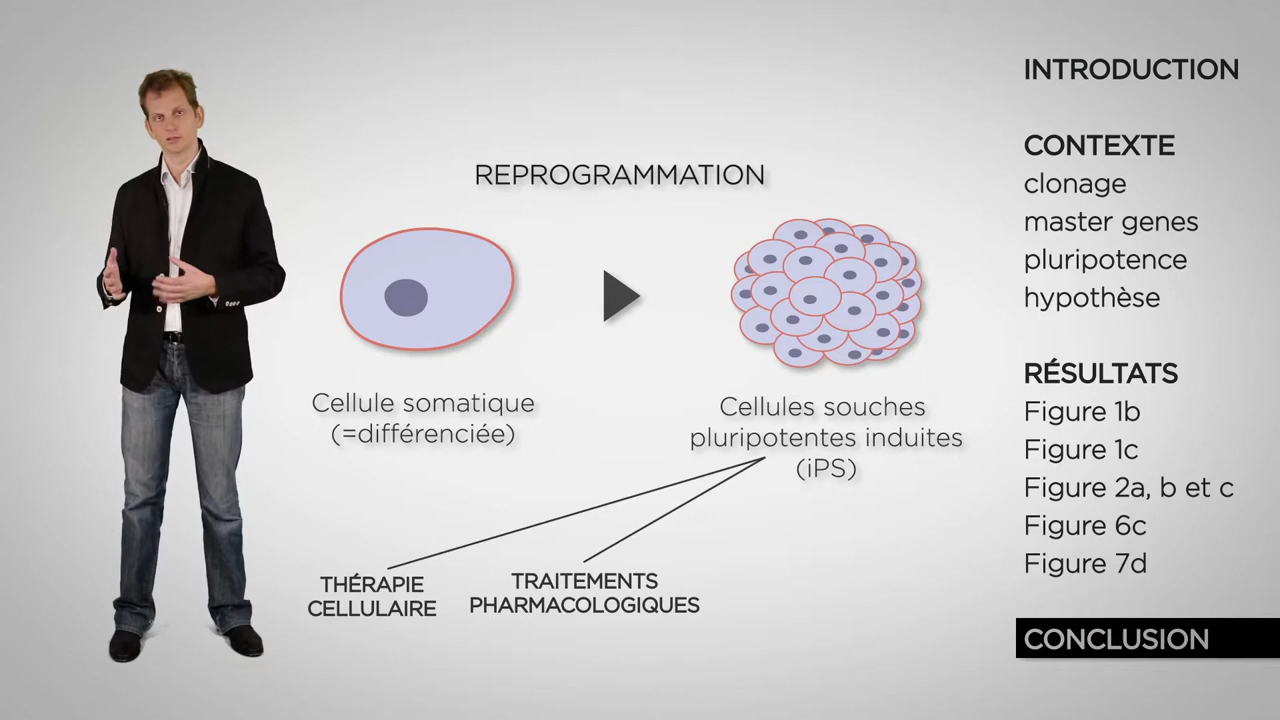 REPROGRAMMATION
Cellule somatique
(=différenciée)
Cellules souches
pluripotentes induites
(iPS)
THÉRAPIE
CELLULAIRE
TRAITEMENTS
PHARMACOLOGIQUES
INTRODUCTION
CONTEXTE
clonage
master genes
pluripotence
hypothèse
RÉSULTATS
Figure 1b
Figure 1c
Figure 2a, b et c
Figure 6c
Figure 7d
CONCLUSION